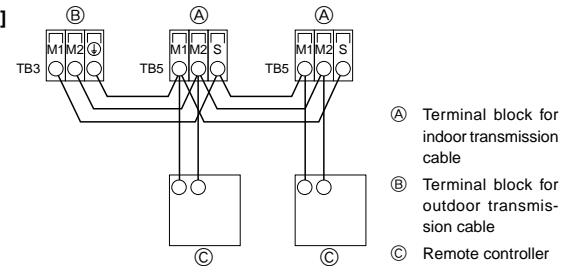 ]
Ⓑ Ⓐ Ⓐ
M1 M2 ⏚ M1 M2 S M1 M2 S
TB3 TB5 TB5
Ⓐ Terminal block for
indoor transmission
cable
Ⓑ Terminal block for
outdoor transmis-
sion cable
Ⓒ Remote controller
Ⓒ Ⓒ